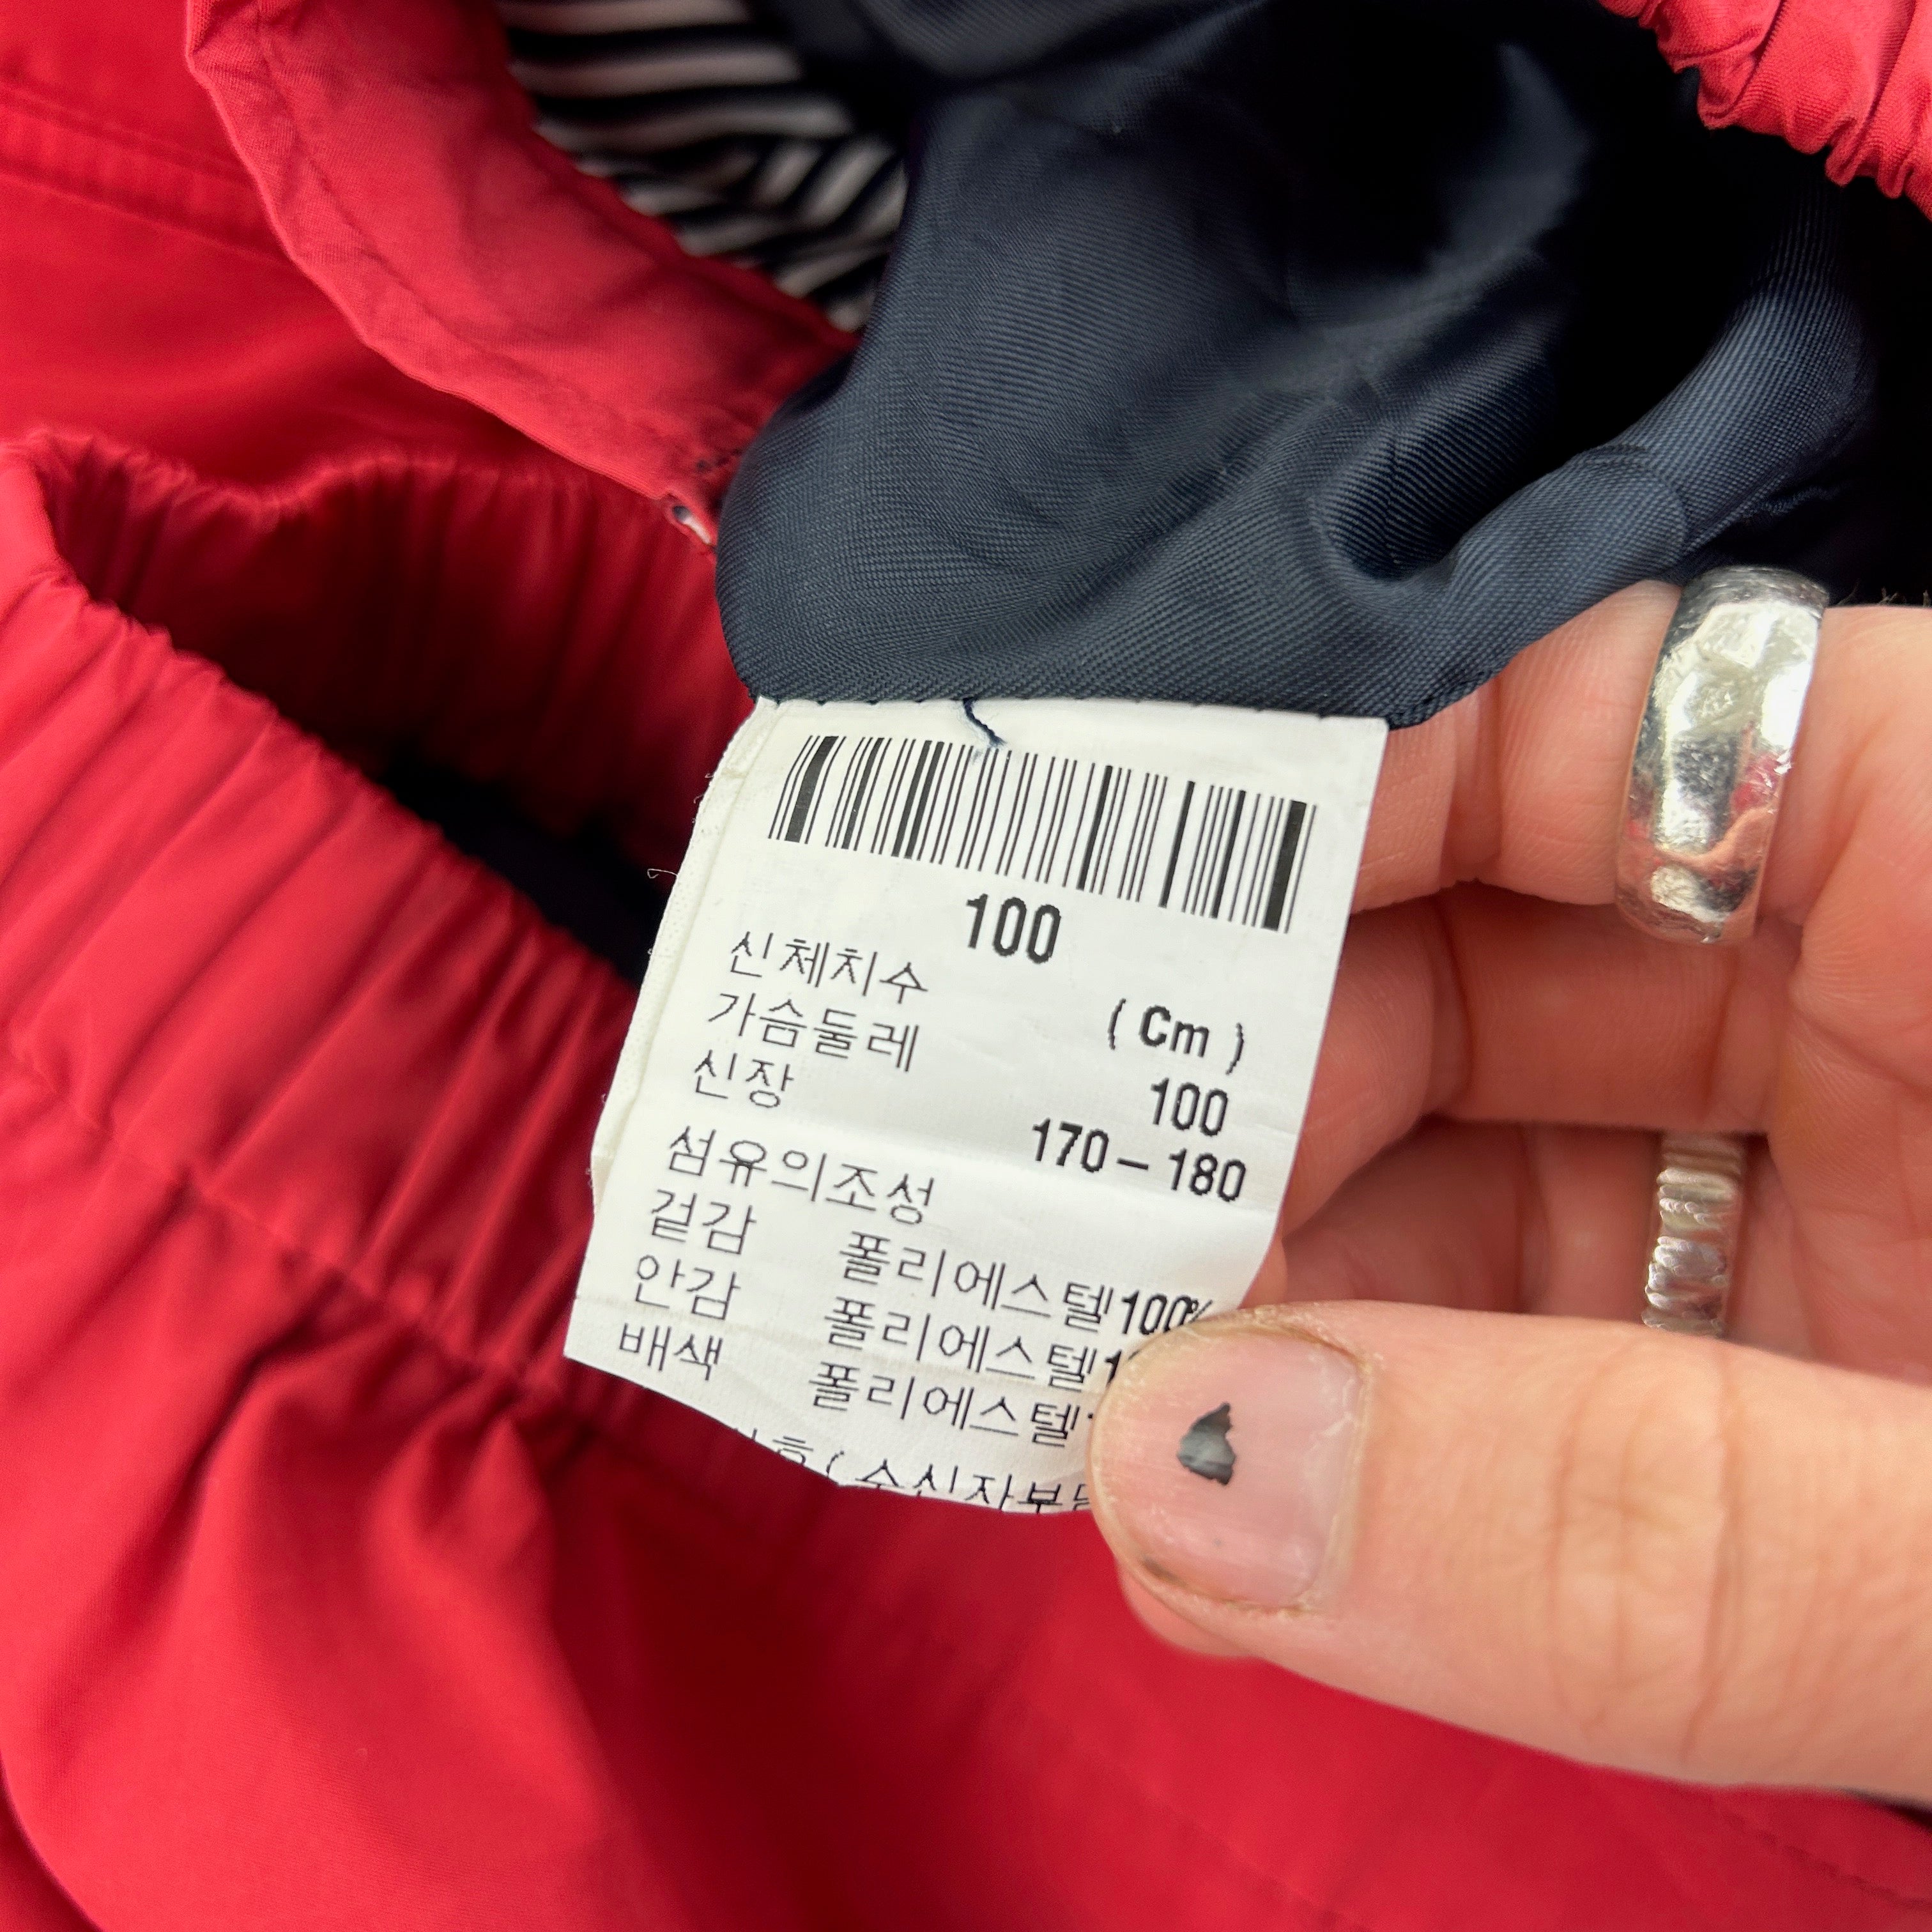 100
신체치수 ( Cm )
가슴둘레 100
신장 170-180
섬유의조성
겉감 폴리에스텔100%
안감 폴리에스텔
배색 폴리에스텔